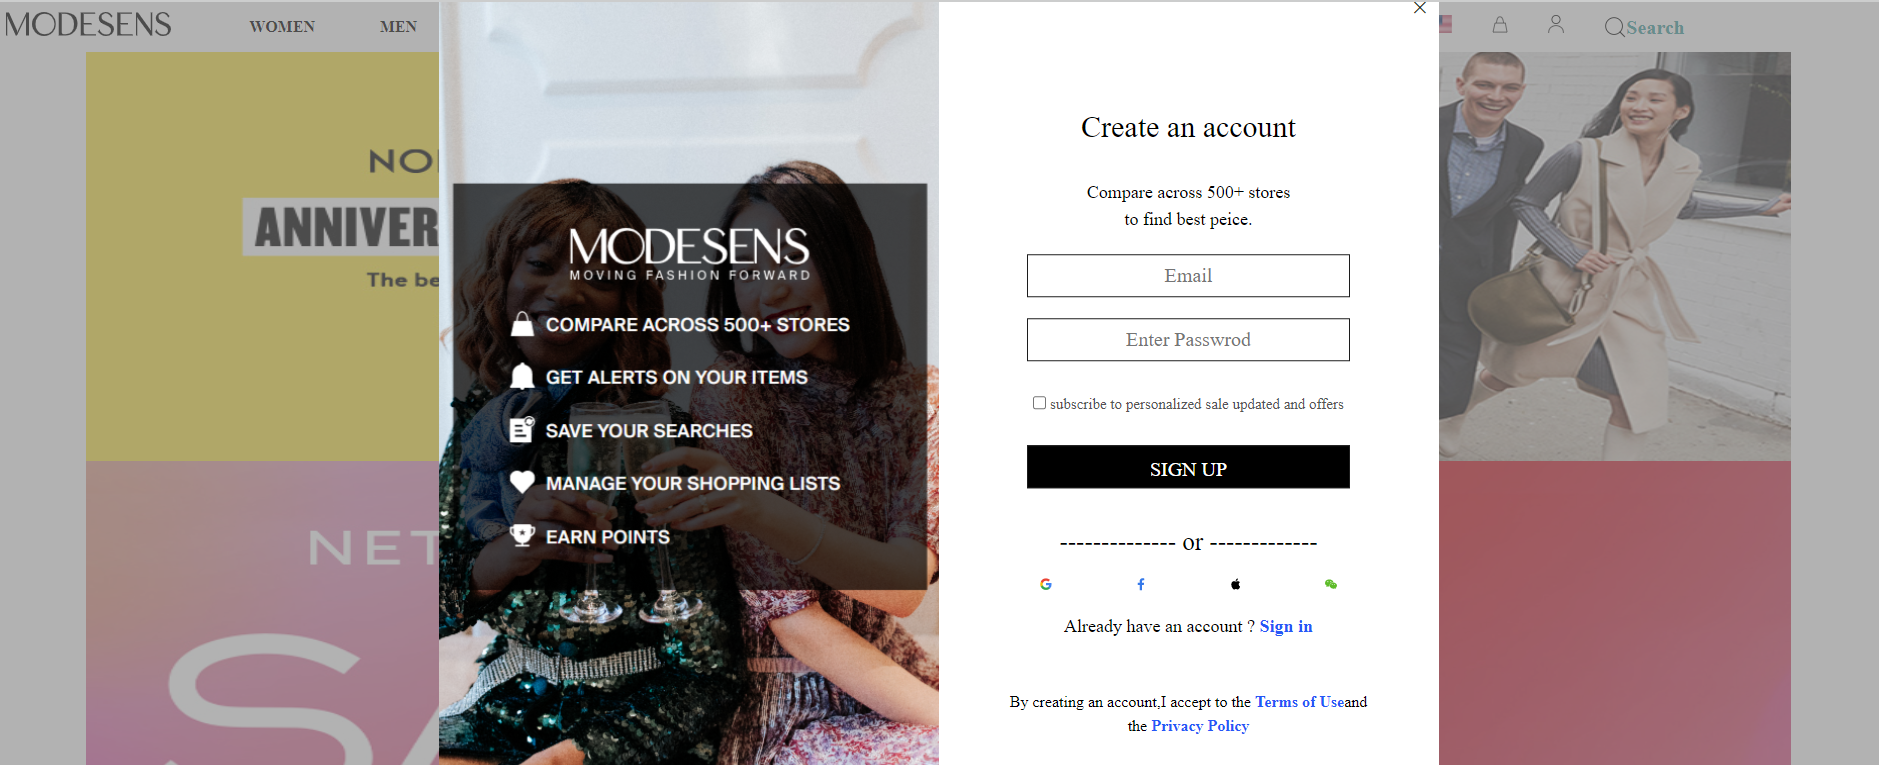 MODESENS
WOMEN
MEN
Search
ANNIVER
The be
NET
MODESENS
MOVING FASHION FORWARD
COMPARE ACROSS 500+ STORES
GET ALERTS ON YOUR ITEMS
SAVE YOUR SEARCHES
MANAGE YOUR SHOPPING LISTS
EARN POINTS
Create an account
Compare across 500+ stores
to find best peice.
Email
Enter Passwrod
subscribe to personalized sale updated and offers
SIGN UP
-------------- or -------------
Already have an account ? Sign in
By creating an account,I accept to the Terms of Useand
the Privacy Policy